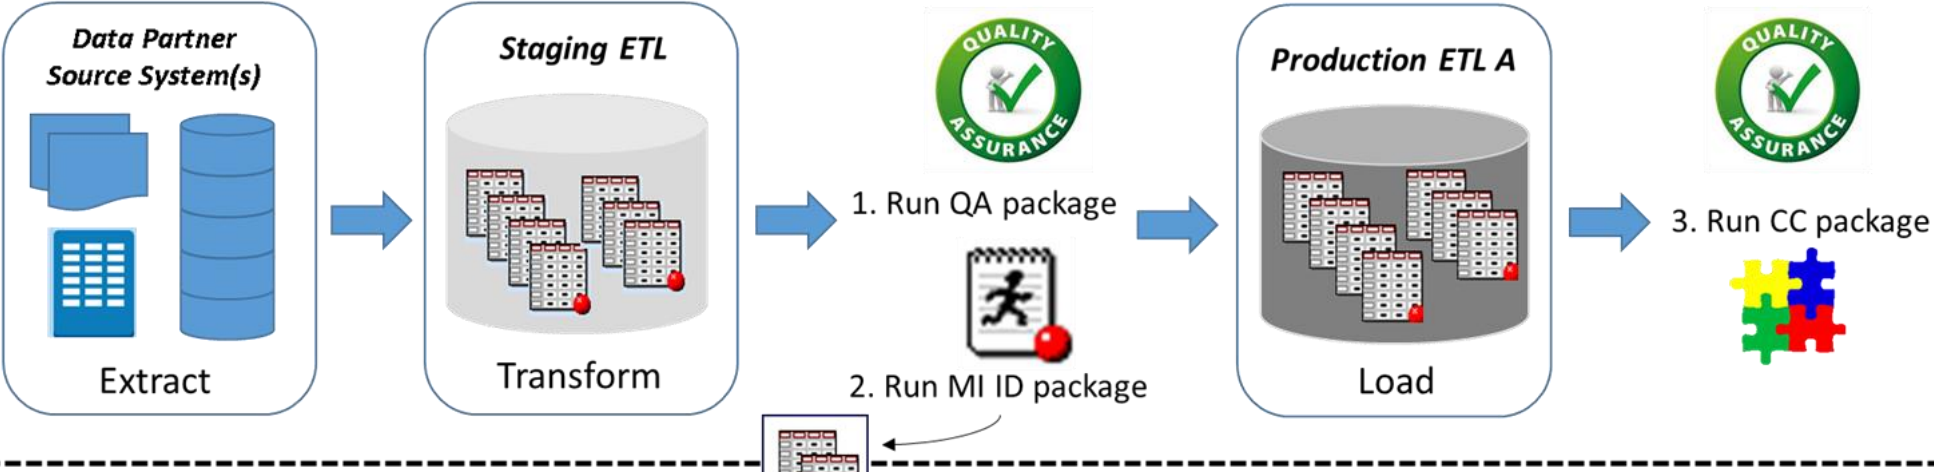 Data Partner
Source System(s)
Extract
Staging ETL
Transform
QUALITY
ASSURANCE
1. Run QA package
2. Run MI ID package
Production ETL A
Load
QUALITY
ASSURANCE
3. Run CC package